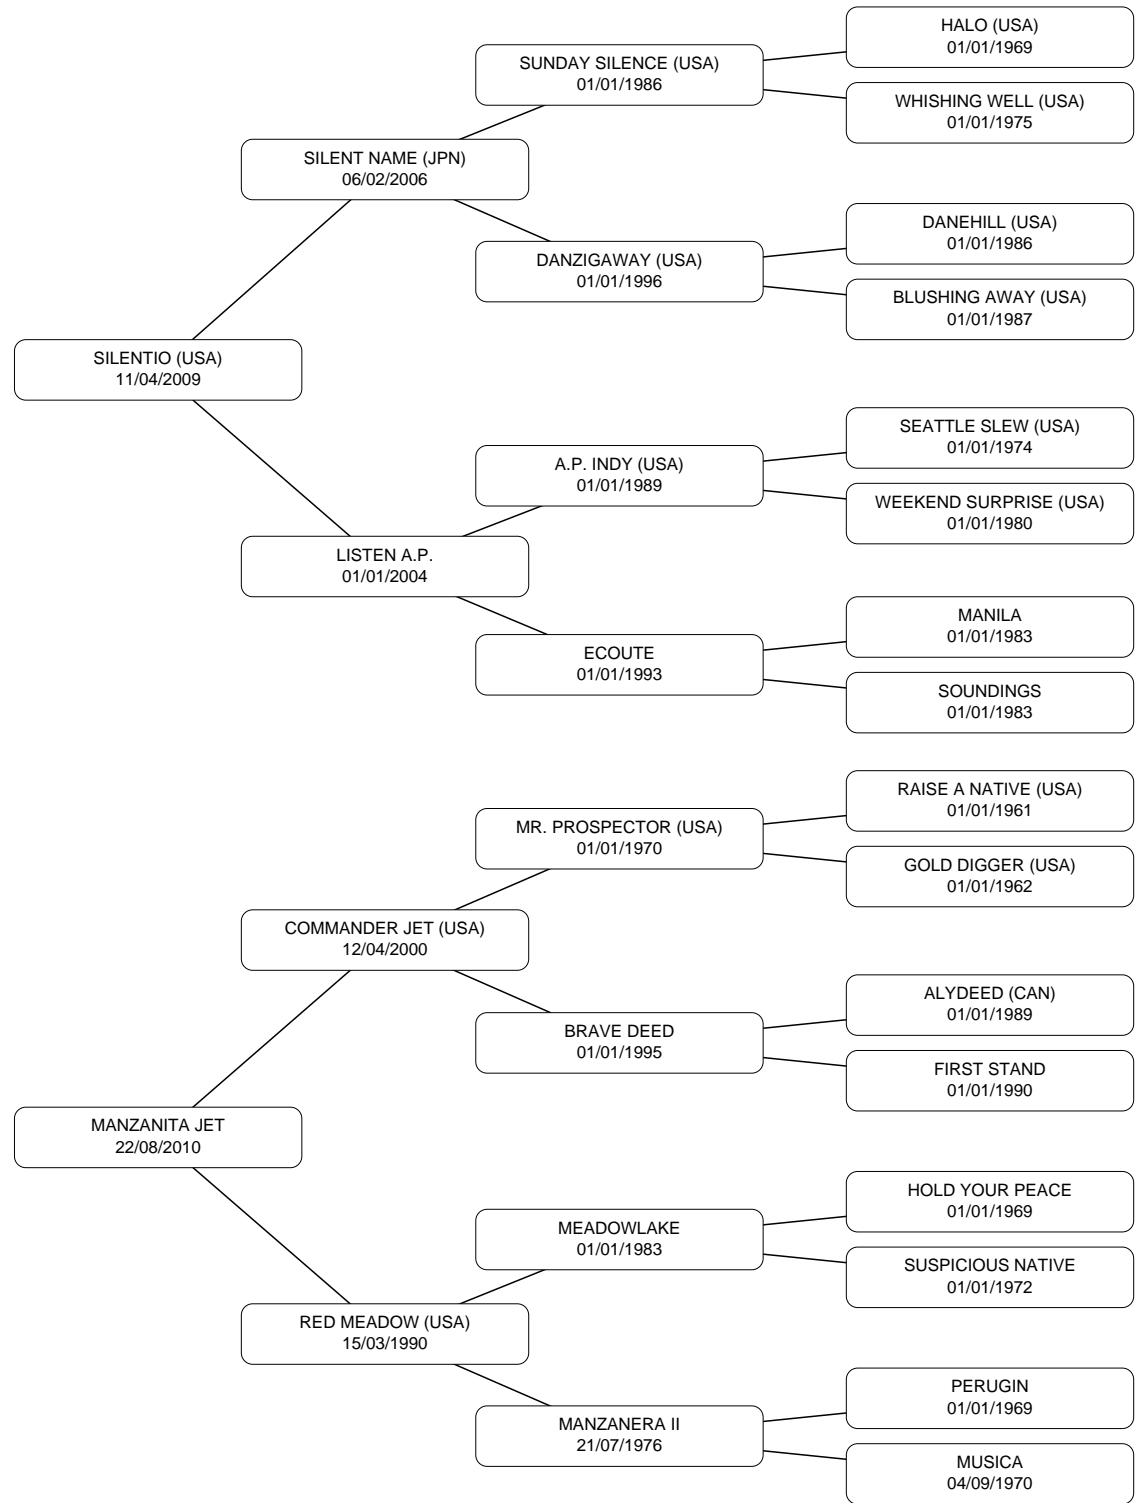 HALO (USA)
01/01/1969
SUNDAY SILENCE (USA)
01/01/1986
WHISHING WELL (USA)
01/01/1975
SILENT NAME (JPN)
06/02/2006
DANEHILL (USA)
01/01/1986
DANZIGAWAY (USA)
01/01/1996
BLUSHING AWAY (USA)
01/01/1987
SILENTIO (USA)
11/04/2009
SEATTLE SLEW (USA)
01/01/1974
A.P. INDY (USA)
01/01/1989
WEEKEND SURPRISE (USA)
01/01/1980
LISTEN A.P.
01/01/2004
MANILA
01/01/1983
ECOUTE
01/01/1993
SOUNDINGS
01/01/1983
RAISE A NATIVE (USA)
01/01/1961
MR. PROSPECTOR (USA)
01/01/1970
GOLD DIGGER (USA)
01/01/1962
COMMANDER JET (USA)
12/04/2000
ALYDEED (CAN)
01/01/1989
BRAVE DEED
01/01/1995
FIRST STAND
01/01/1990
MANZANITA JET
22/08/2010
HOLD YOUR PEACE
01/01/1969
MEADOWLAKE
01/01/1983
SUSPICIOUS NATIVE
01/01/1972
RED MEADOW (USA)
15/03/1990
PERUGIN
01/01/1969
MANZANERA II
21/07/1976
MUSICA
04/09/1970